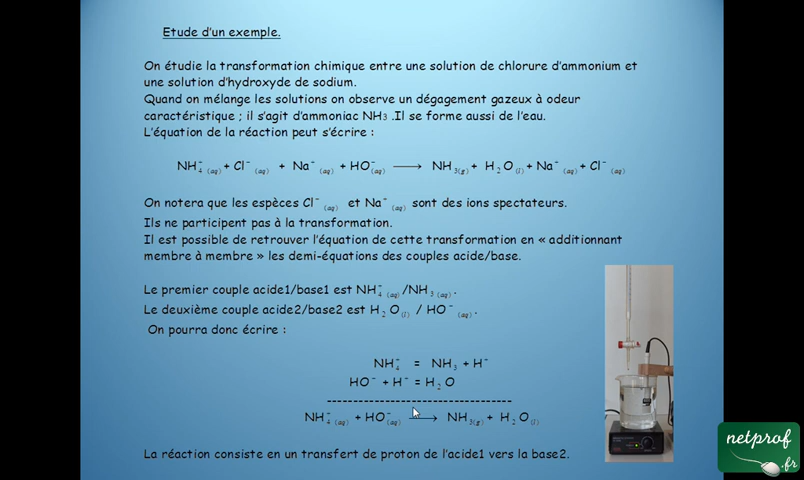 Etude d'un exemple.
On étudie la transformation chimique entre une solution de chlorure d'ammonium et
une solution d'hydroxyde de sodium.
Quand on mélange les solutions on observe un dégagement gazeux à odeur
caractéristique ; il s'agit d'ammoniac NH₃ .Il se forme aussi de l'eau.
L'équation de la réaction peut s'écrire :
NH₄⁺ (aq) + Cl⁻ (aq) + Na⁺ (aq) + HO⁻ (aq) ⟶ NH₃(g) + H₂O(l) + Na⁺ (aq) + Cl⁻ (aq)
On notera que les espèces Cl⁻ (aq) et Na⁺ (aq) sont des ions spectateurs.
Ils ne participent pas à la transformation.
Il est possible de retrouver l'équation de cette transformation en « additionnant
membre à membre » les demi-équations des couples acide/base.
Le premier couple acide1/base1 est NH₄⁺ (aq) /NH₃ (aq) .
Le deuxième couple acide2/base2 est H₂O(l) / HO⁻ (aq) .
On pourra donc écrire :
NH₄⁺ = NH₃ + H⁺
HO⁻ + H⁺ = H₂O
-----------------------------------
NH₄⁺ (aq) + HO⁻ (aq) ⟶ NH₃(g) + H₂O(l)
La réaction consiste en un transfert de proton de l'acide1 vers la base2.
netprof
.fr